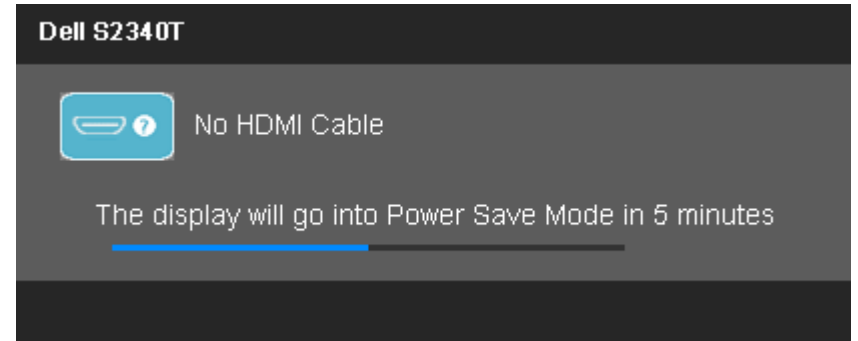 Dell S2340T
No HDMI Cable
The display will go into Power Save Mode in 5 minutes